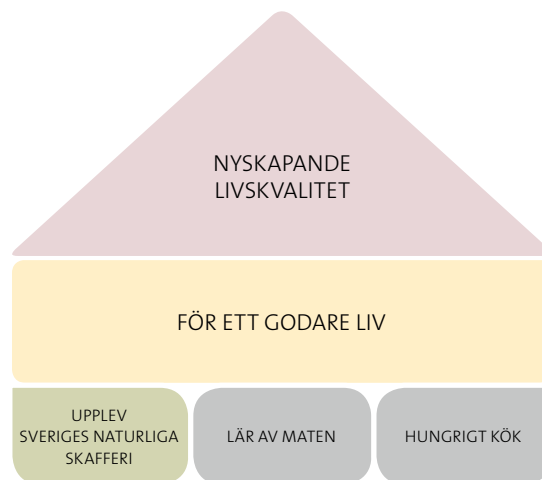 NYSKAPANDE
LIVSKVALITET
FÖR ETT GODARE LIV
UPPLEV
SVERIGES NATURLIGA
SKAFFERI
LÄR AV MATEN
HUNGRIGT KÖK